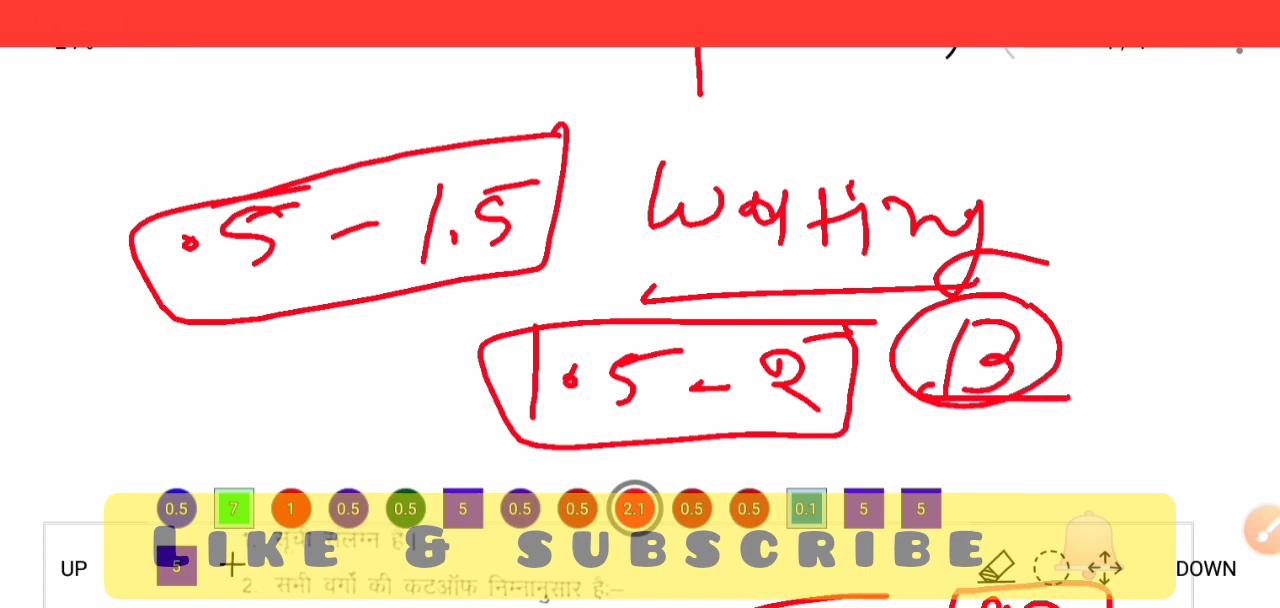 .5 - 1.5 Waiting
1.5 - 2 B
0.5 7 1 0.5 0.5 5 0.5 0.5 2.1 0.5 0.5 0.1 5 5
LIKE & SUBSCRIBE
1. सूची संलग्न है।
UP 5 + DOWN
2. सभी वर्गो की कटऑफ निम्नानुसार हैः-